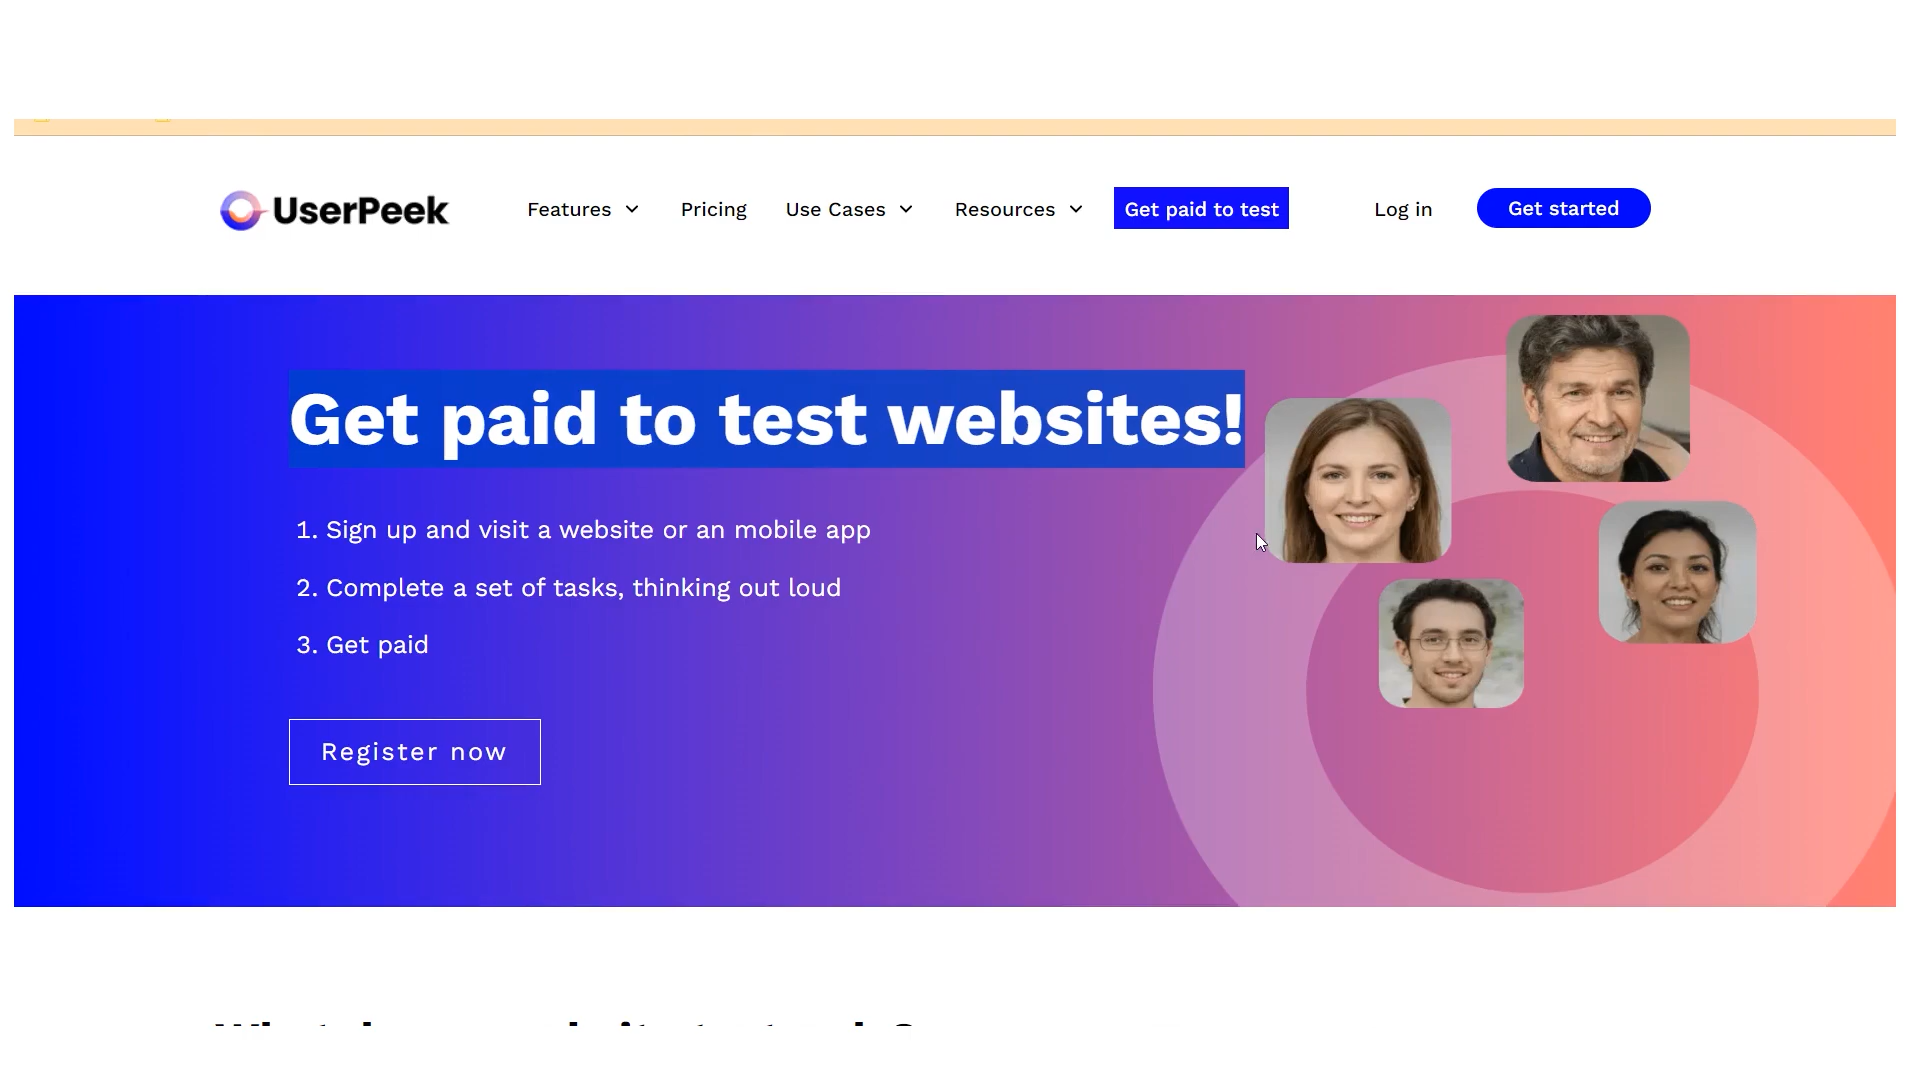 UserPeek
Features
Pricing
Use Cases
Resources
Get paid to test
Log in
Get started
Get paid to test websites!
1. Sign up and visit a website or an mobile app
2. Complete a set of tasks, thinking out loud
3. Get paid
Register now